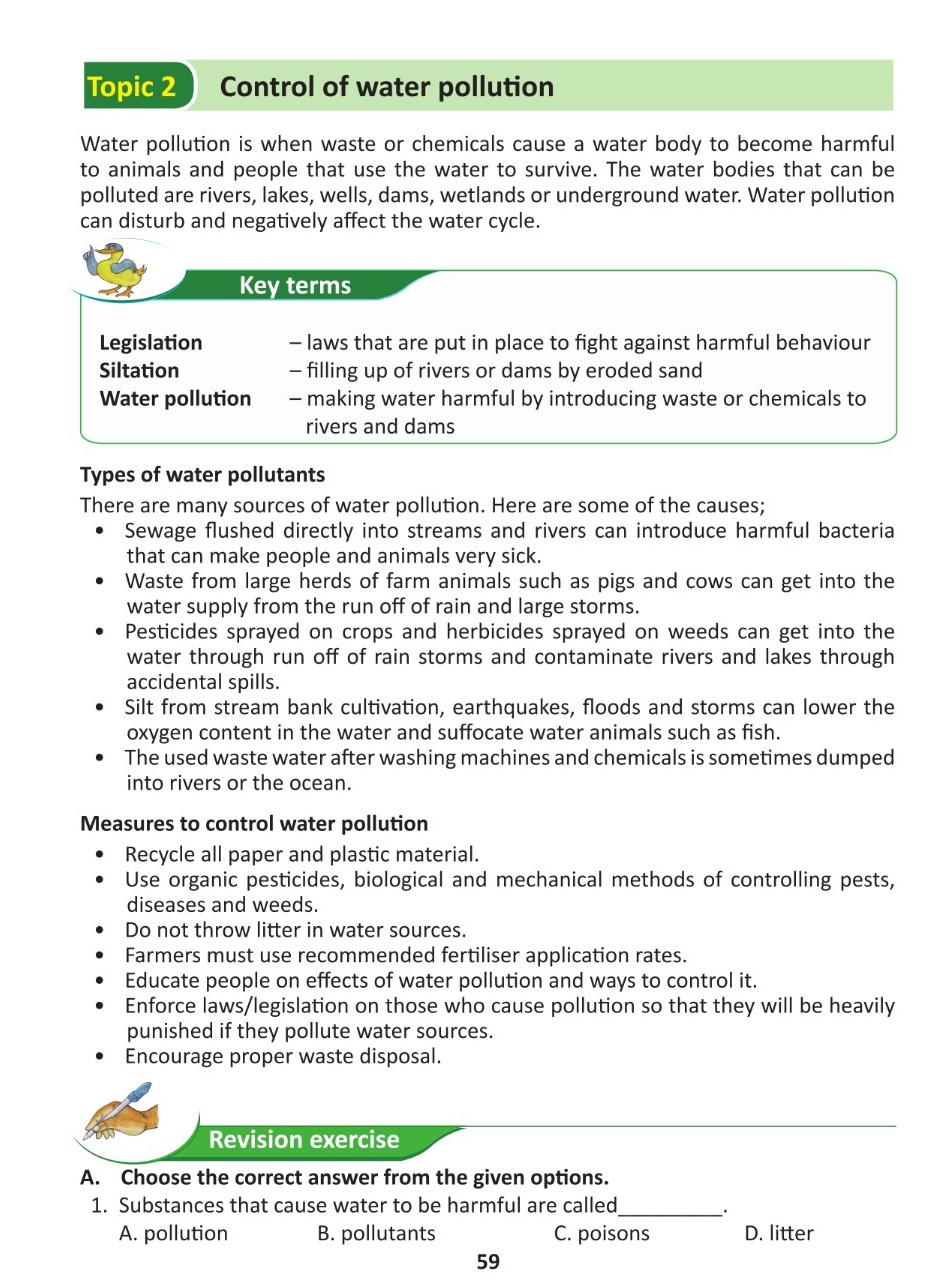 Topic 2 Control of water pollution
Water pollution is when waste or chemicals cause a water body to become harmful
to animals and people that use the water to survive. The water bodies that can be
polluted are rivers, lakes, wells, dams, wetlands or underground water. Water pollution
can disturb and negatively affect the water cycle.
Key terms
Legislation – laws that are put in place to fight against harmful behaviour
Siltation – filling up of rivers or dams by eroded sand
Water pollution – making water harmful by introducing waste or chemicals to
rivers and dams
Types of water pollutants
There are many sources of water pollution. Here are some of the causes;
• Sewage flushed directly into streams and rivers can introduce harmful bacteria
that can make people and animals very sick.
• Waste from large herds of farm animals such as pigs and cows can get into the
water supply from the run off of rain and large storms.
• Pesticides sprayed on crops and herbicides sprayed on weeds can get into the
water through run off of rain storms and contaminate rivers and lakes through
accidental spills.
• Silt from stream bank cultivation, earthquakes, floods and storms can lower the
oxygen content in the water and suffocate water animals such as fish.
• The used waste water after washing machines and chemicals is sometimes dumped
into rivers or the ocean.
Measures to control water pollution
• Recycle all paper and plastic material.
• Use organic pesticides, biological and mechanical methods of controlling pests,
diseases and weeds.
• Do not throw litter in water sources.
• Farmers must use recommended fertiliser application rates.
• Educate people on effects of water pollution and ways to control it.
• Enforce laws/legislation on those who cause pollution so that they will be heavily
punished if they pollute water sources.
• Encourage proper waste disposal.
Revision exercise
A. Choose the correct answer from the given options.
1. Substances that cause water to be harmful are called_________.
A. pollution B. pollutants C. poisons D. litter
59